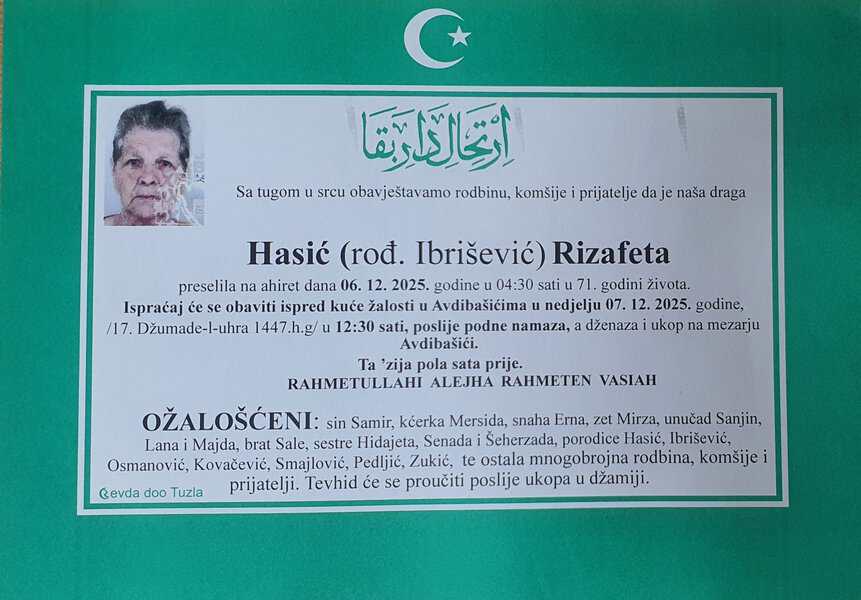 اِرْتِحَالِ دَارِ بَقَا
Sa tugom u srcu obavještavamo rodbinu, komšije i prijatelje da je naša draga
Hasić (rođ. Ibrišević) Rizafeta
preselila na ahiret dana 06. 12. 2025. godine u 04:30 sati u 71. godini života.
Ispraćaj će se obaviti ispred kuće žalosti u Avdibašićima u nedjelju 07. 12. 2025. godine,
/17. Džumade-l-uhra 1447.h.g/ u 12:30 sati, poslije podne namaza, a dženaza i ukop na mezarju
Avdibašići.
Ta ’zija pola sata prije.
RAHMETULLAHI ALEJHA RAHMETEN VASIAH
OŽALOŠĆENI: sin Samir, kćerka Mersida, snaha Erna, zet Mirza, unučad Sanjin,
Lana i Majda, brat Sale, sestre Hidajeta, Senada i Šeherzada, porodice Hasić, Ibrišević,
Osmanović, Kovačević, Smajlović, Pedljić, Zukić, te ostala mnogobrojna rodbina, komšije i
prijatelji. Tevhid će se proučiti poslije ukopa u džamiji.
evda doo Tuzla